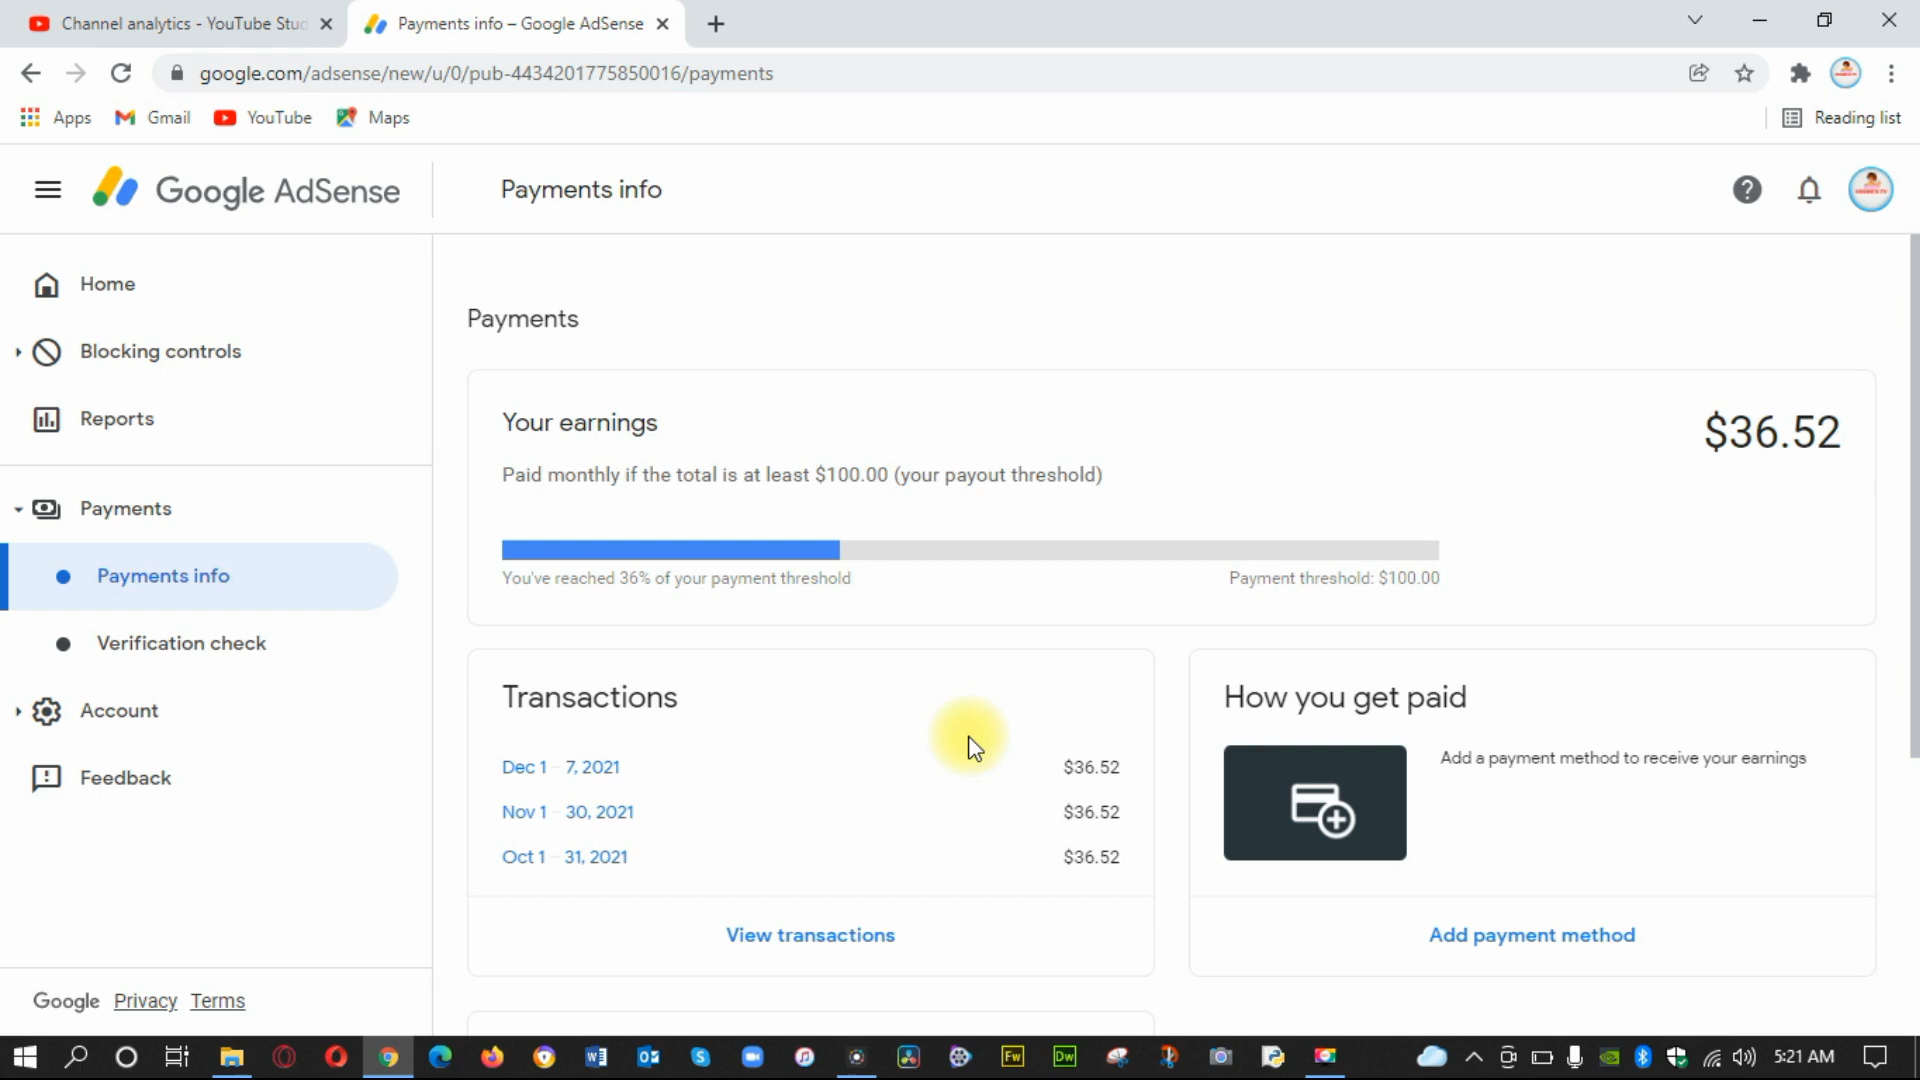 Channel analytics - YouTube Stud
Payments info – Google AdSense
google.com/adsense/new/u/0/pub-4434201775850016/payments
Apps
Gmail
YouTube
Maps
Reading list
Google AdSense
Payments info
Home
Blocking controls
Reports
Payments
Payments info
Verification check
Account
Feedback
Google Privacy Terms
Payments
Your earnings
$36.52
Paid monthly if the total is at least $100.00 (your payout threshold)
You've reached 36% of your payment threshold
Payment threshold: $100.00
Transactions
Dec 1 – 7, 2021 $36.52
Nov 1 – 30, 2021 $36.52
Oct 1 – 31, 2021 $36.52
View transactions
How you get paid
Add a payment method to receive your earnings
Add payment method
Fw
Dw
5:21 AM